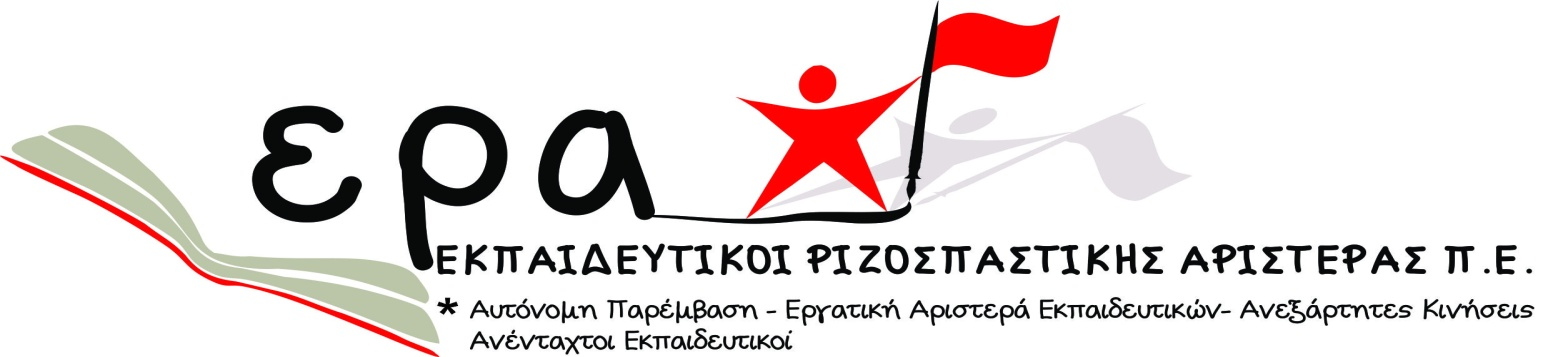 ερα
ΕΚΠΑΙΔΕΥΤΙΚΟΙ ΡΙΖΟΣΠΑΣΤΙΚΗΣ ΑΡΙΣΤΕΡΑΣ Π.Ε.
* Αυτόνομη Παρέμβαση - Εργατική Αριστερά Εκπαιδευτικών- Ανεξάρτητες Κινήσεις
Ανένταχτοι Εκπαιδευτικοί